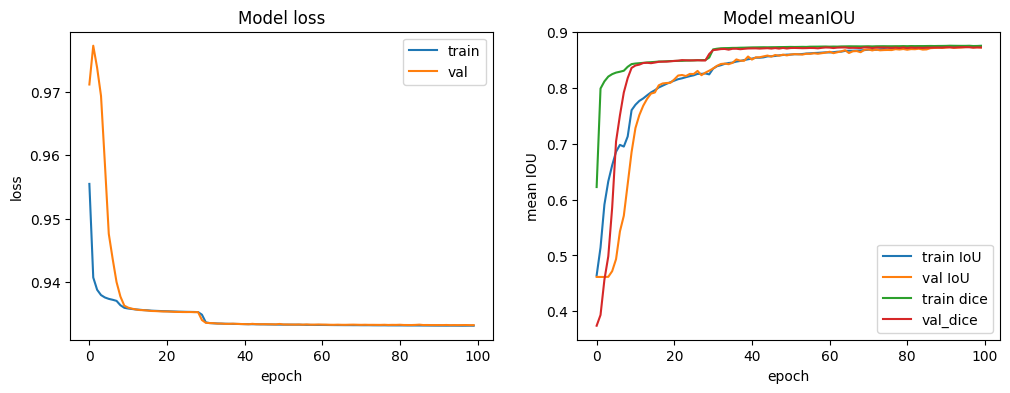 Model loss
train
val
0.97
0.96
0.95
0.94
loss
0 20 40 60 80 100
epoch
Model meanIOU
0.9
0.8
0.7
0.6
0.5
0.4
mean IOU
train IoU
val IoU
train dice
val_dice
0 20 40 60 80 100
epoch